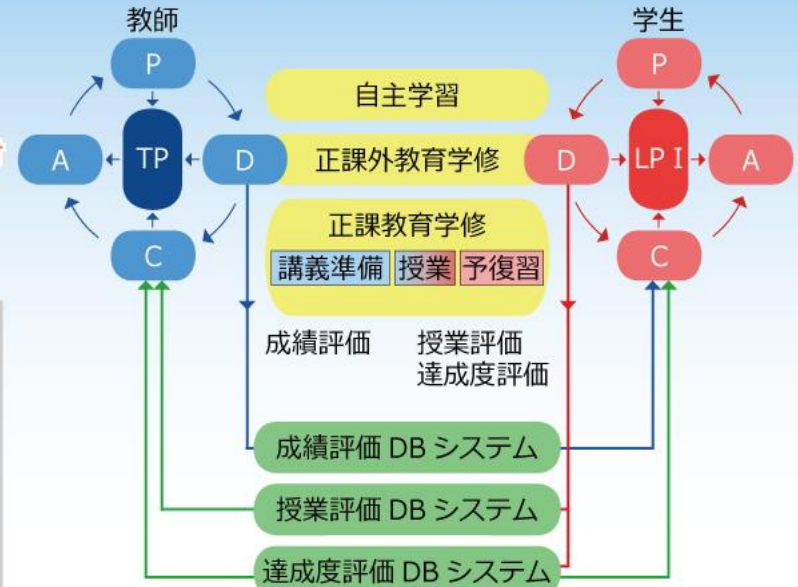 教師
学生
P
P
自主学習
A
TP
D
正課外教育学修
D
LP I
A
正課教育学修
C
講義準備
授業
予復習
C
成績評価
授業評価
達成度評価
成績評価 DB システム
授業評価 DB システム
達成度評価 DB システム